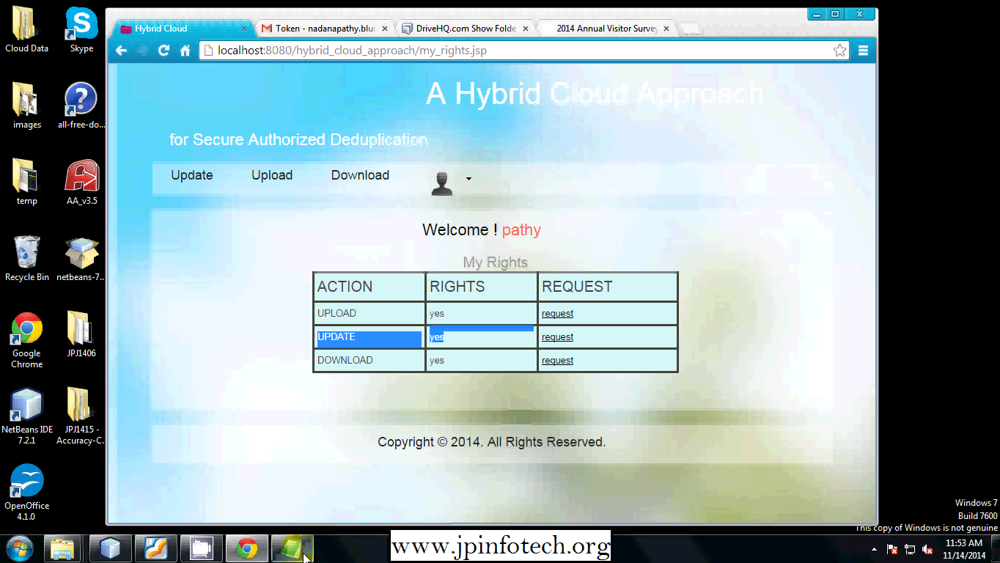 Cloud Data
Skype
images
all-free-do...
temp
AA_v3.5
Recycle Bin
netbeans-7...
Google
Chrome
JPJ1406
NetBeans IDE
7.2.1
JPJ1415 -
Accuracy-C...
OpenOffice
4.1.0
Hybrid Cloud
Token - nadanapathy.blu
DriveHQ.com Show Folde
2014 Annual Visitor Survey
localhost:8080/hybrid_cloud_approach/my_rights.jsp
A Hybrid Cloud Approach
for Secure Authorized Deduplication
Update Upload Download
Welcome ! pathy
My Rights
ACTION RIGHTS REQUEST
UPLOAD yes request
UPDATE yes request
DOWNLOAD yes request
Copyright © 2014. All Rights Reserved.
Windows 7
Build 7600
This copy of Windows is not genuine
www.jpinfotech.org
11:53 AM
11/14/2014